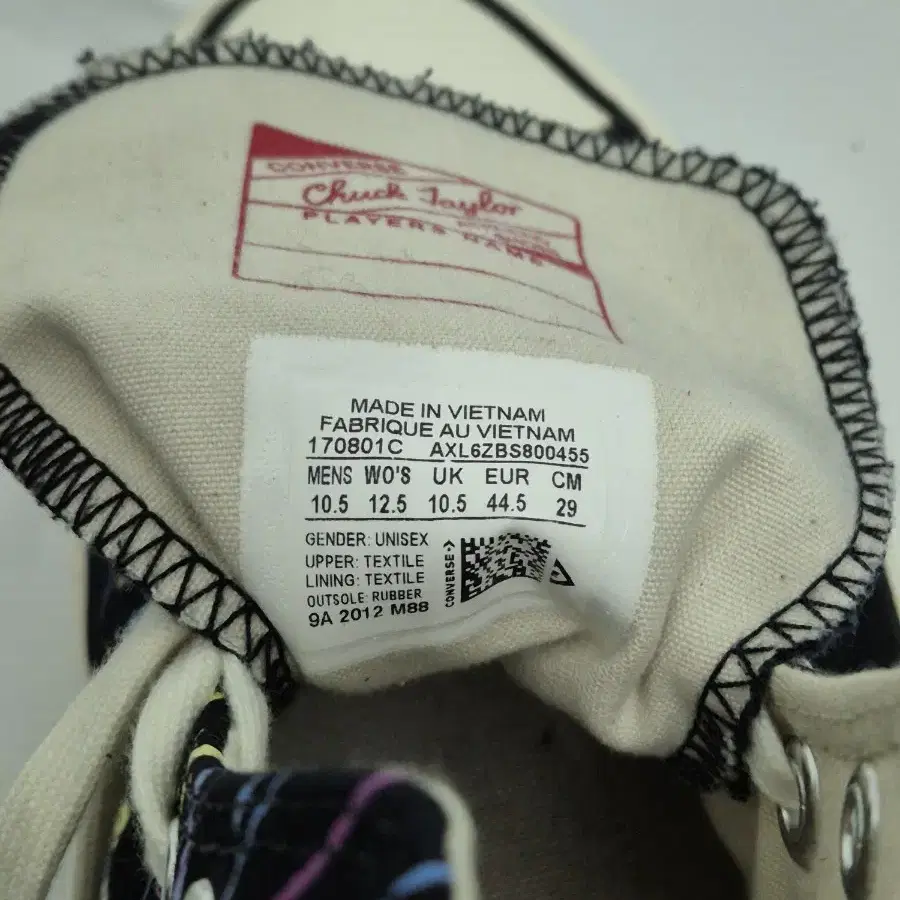 CONVERSE
Chuck Taylor
PLAYERS NAME
MADE IN VIETNAM
FABRIQUE AU VIETNAM
170801C AXL6ZBS800455
MENS WO'S UK EUR CM
10.5 12.5 10.5 44.5 29
GENDER: UNISEX
UPPER: TEXTILE
LINING: TEXTILE
OUTSOLE: RUBBER
9A 2012 M88
CONVERSE